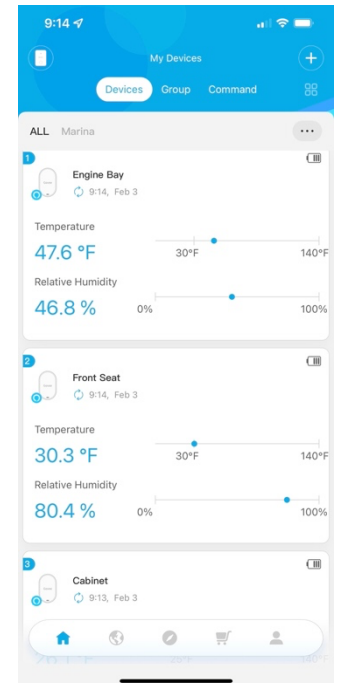 9:14
My Devices
Devices Group Command
ALL Marina
1
Engine Bay
9:14, Feb 3
Temperature
47.6 °F
30°F 140°F
Relative Humidity
46.8 %
0% 100%
2
Front Seat
9:14, Feb 3
Temperature
30.3 °F
30°F 140°F
Relative Humidity
80.4 %
0% 100%
3
Cabinet
9:13, Feb 3